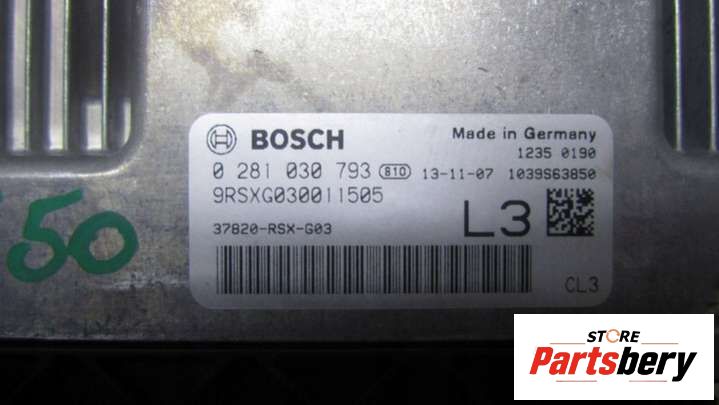 BOSCH
Made in Germany
1235 0190
0 281 030 793 810 13-11-07 1039S63850
9RSXG030011505
37820-RSX-G03
L3
CL3
50
STORE
Partsbery